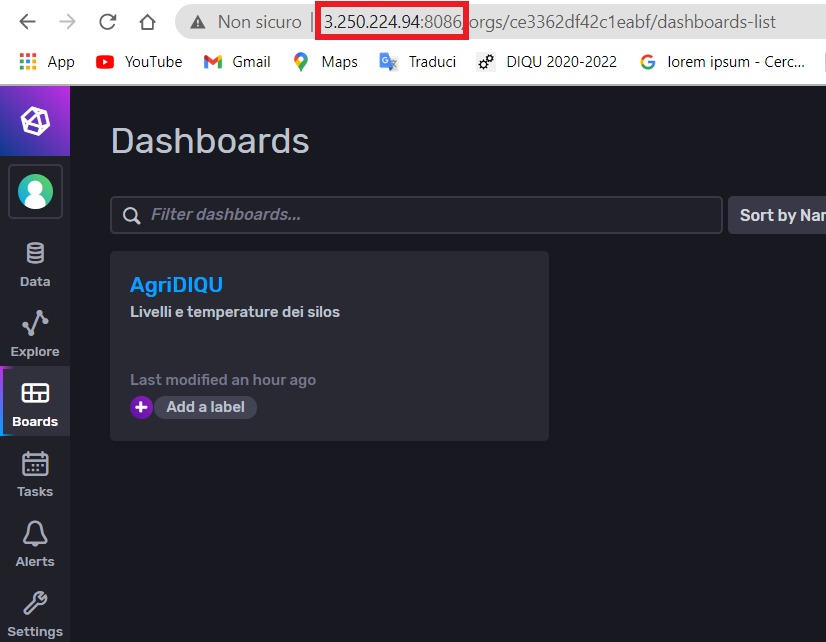 Non sicuro | 3.250.224.94:8086/orgs/ce3362df42c1eabf/dashboards-list
App YouTube Gmail Maps Traduci DIQU 2020-2022 lorem ipsum - Cerc...
Dashboards
Filter dashboards...
Sort by Nam
AgriDIQU
Livelli e temperature dei silos
Last modified an hour ago
Add a label
Data
Explore
Boards
Tasks
Alerts
Settings